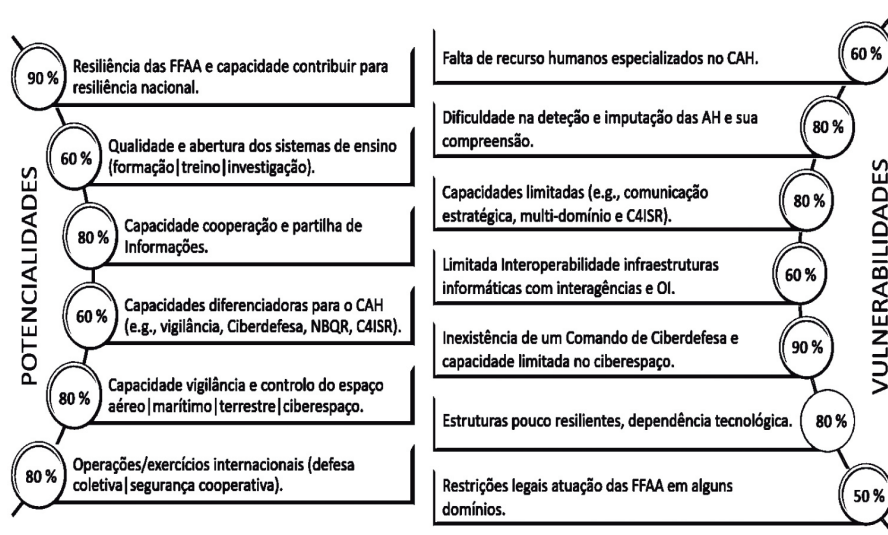 POTENCIALIDADES
90 %
Resiliência das FFAA e capacidade contribuir para
resiliência nacional.
60 %
Qualidade e abertura dos sistemas de ensino
(formação|treino|investigação).
80 %
Capacidade cooperação e partilha de
Informações.
60 %
Capacidades diferenciadoras para o CAH
(e.g., vigilância, Ciberdefesa, NBQR, C4ISR).
80 %
Capacidade vigilância e controlo do espaço
aéreo|marítimo|terrestre|ciberespaço.
80 %
Operações/exercícios internacionais (defesa
coletiva|segurança cooperativa).
VULNERABILIDADES
Falta de recurso humanos especializados no CAH.
60 %
Dificuldade na deteção e imputação das AH e sua
compreensão.
80 %
Capacidades limitadas (e.g., comunicação
estratégica, multi-domínio e C4ISR).
80 %
Limitada Interoperabilidade infraestruturas
informáticas com interagências e OI.
60 %
Inexistência de um Comando de Ciberdefesa e
capacidade limitada no ciberespaço.
90 %
Estruturas pouco resilientes, dependência tecnológica.
80 %
Restrições legais atuação das FFAA em alguns
domínios.
50 %